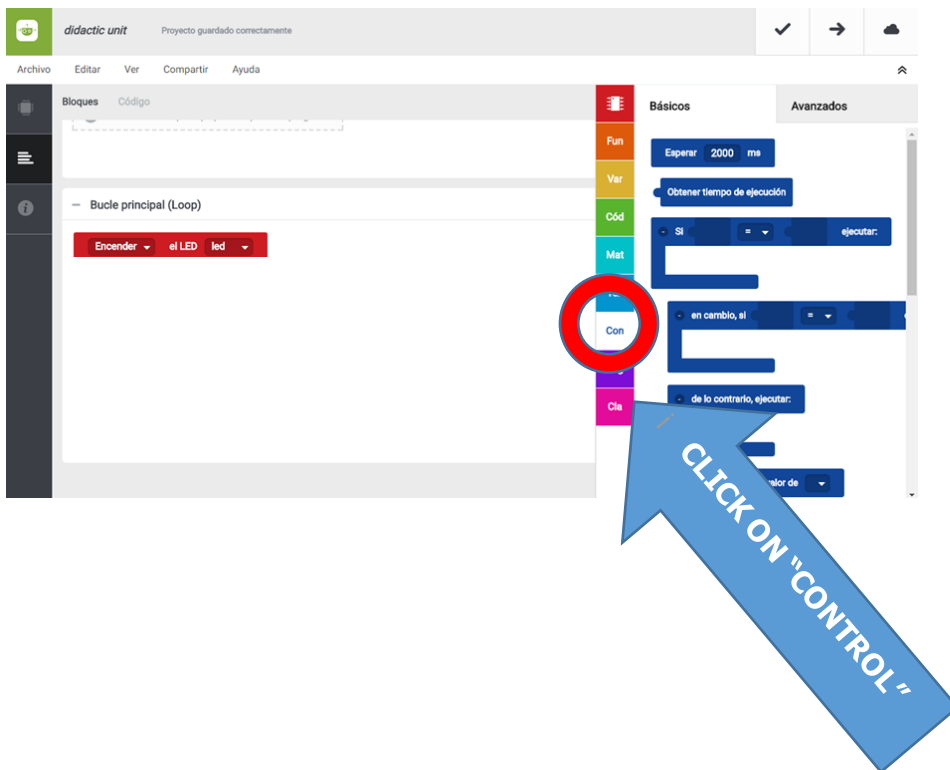 didactic unit Proyecto guardado correctamente
Archivo Editar Ver Compartir Ayuda
Bloques Código
Básicos Avanzados
Fun
Var
Cód
Mat
Con
Cla
Bucle principal (Loop)
Encender el LED led
Esperar 2000 ms
Obtener tiempo de ejecución
Si = ejecutar:
en cambio, si =
de lo contrario, ejecutar:
de
CLICK ON “CONTROL”